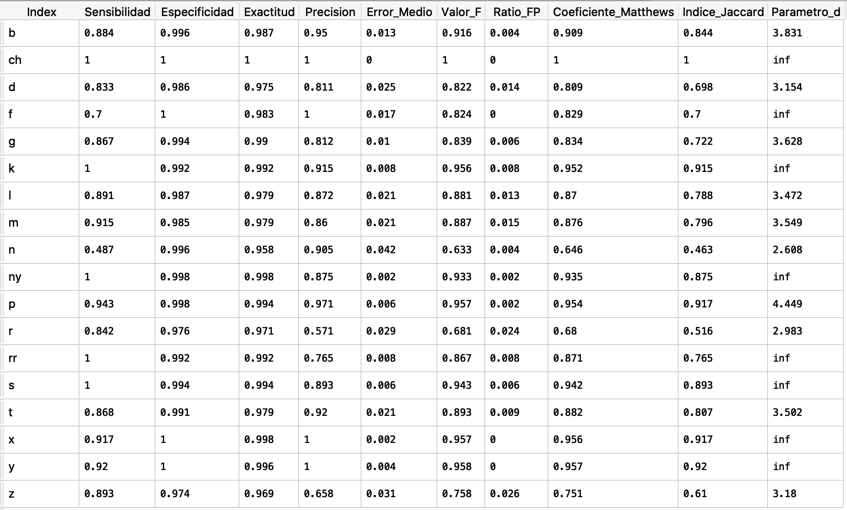 Index Sensibilidad Especificidad Exactitud Precision Error_Medio Valor_F Ratio_FP Coeficiente_Matthews Indice_Jaccard Parametro_d
b 0.884 0.996 0.987 0.95 0.013 0.916 0.004 0.909 0.844 3.831
ch 1 1 1 1 0 1 0 1 1 inf
d 0.833 0.986 0.975 0.811 0.025 0.822 0.014 0.809 0.698 3.154
f 0.7 1 0.983 1 0.017 0.824 0 0.829 0.7 inf
g 0.867 0.994 0.99 0.812 0.01 0.839 0.006 0.834 0.722 3.628
k 1 0.992 0.992 0.915 0.008 0.956 0.008 0.952 0.915 inf
l 0.891 0.987 0.979 0.872 0.021 0.881 0.013 0.87 0.788 3.472
m 0.915 0.985 0.979 0.86 0.021 0.887 0.015 0.876 0.796 3.549
n 0.487 0.996 0.958 0.905 0.042 0.633 0.004 0.646 0.463 2.608
ny 1 0.998 0.998 0.875 0.002 0.933 0.002 0.935 0.875 inf
p 0.943 0.998 0.994 0.971 0.006 0.957 0.002 0.954 0.917 4.449
r 0.842 0.976 0.971 0.571 0.029 0.681 0.024 0.68 0.516 2.983
rr 1 0.992 0.992 0.765 0.008 0.867 0.008 0.871 0.765 inf
s 1 0.994 0.994 0.893 0.006 0.943 0.006 0.942 0.893 inf
t 0.868 0.991 0.979 0.92 0.021 0.893 0.009 0.882 0.807 3.502
x 0.917 1 0.998 1 0.002 0.957 0 0.956 0.917 inf
y 0.92 1 0.996 1 0.004 0.958 0 0.957 0.92 inf
z 0.893 0.974 0.969 0.658 0.031 0.758 0.026 0.751 0.61 3.18